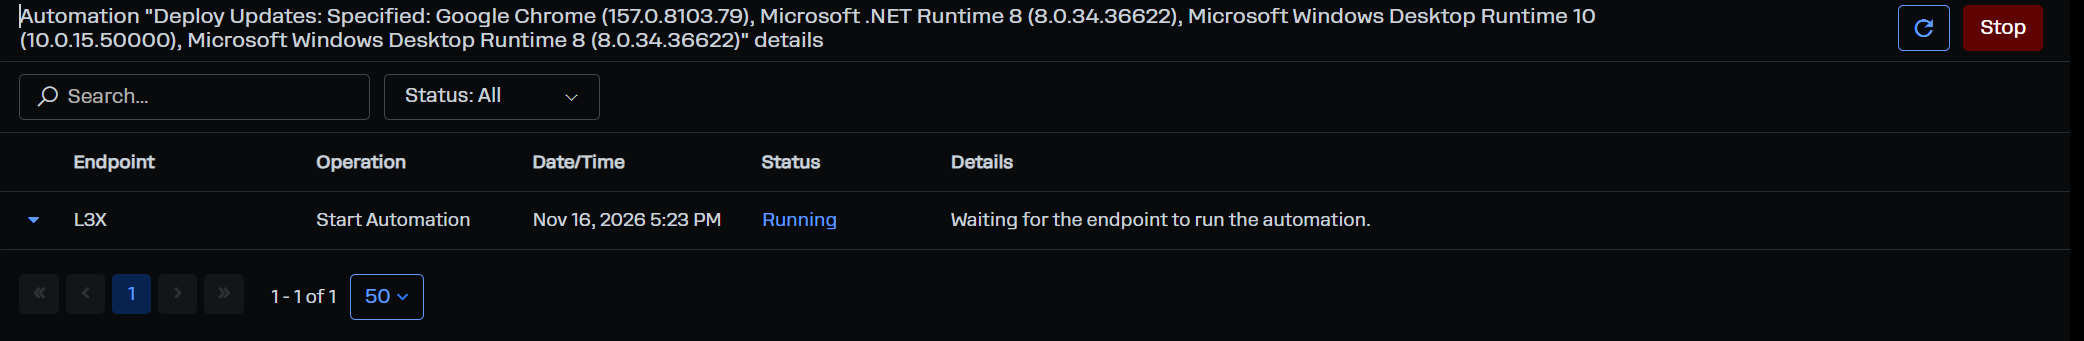 Automation "Deploy Updates: Specified: Google Chrome (157.0.8103.79), Microsoft .NET Runtime 8 (8.0.34.36622), Microsoft Windows Desktop Runtime 10
(10.0.15.50000), Microsoft Windows Desktop Runtime 8 (8.0.34.36622)" details
Stop
Search...
Status: All
Endpoint Operation Date/Time Status Details
L3X Start Automation Nov 16, 2026 5:23 PM Running Waiting for the endpoint to run the automation.
« ‹ 1 › » 1 - 1 of 1 50